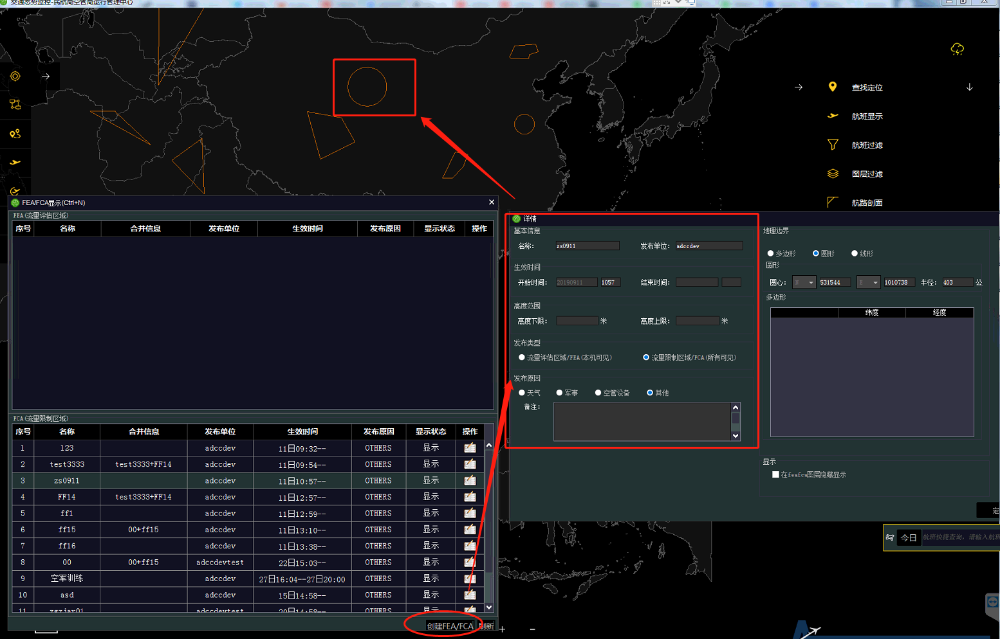 交通态势监控-民航局空管局运行管理中心
查找定位
航班显示
航班过滤
图层过滤
航路剖面
FEA/FCA显示(Ctrl+N)
FEA(流量评估区域)
序号 名称 合并信息 发布单位 生效时间 发布原因 显示状态 操作
FCA(流量限制区域)
序号 名称 合并信息 发布单位 生效时间 发布原因 显示状态 操作
1 123 adccdev 11日09:32-- OTHERS 显示
2 test3333 test3333+FF14 adccdev 11日09:54-- OTHERS 显示
3 zs0911 adccdev 11日10:57-- OTHERS 显示
4 FF14 test3333+FF14 adccdev 11日12:57-- OTHERS 显示
5 ff1 adccdev 11日12:59-- OTHERS 显示
6 ff15 00+ff15 adccdev 11日13:10-- OTHERS 显示
7 ff16 adccdev 11日13:38-- OTHERS 显示
8 00 00+ff15 adccdevtest 22日15:03-- OTHERS 显示
9 空军训练 adccdev 27日16:04--27日20:00 OTHERS 显示
10 asd adccdev 15日14:58-- OTHERS 显示
11 zgzjar01 adccdevtest 20日14:58-- OTHERS 显示
创建FEA/FCA 刷新
详情
基本信息
名称: zs0911 发布单位: adccdev
生效时间
开始时间: 20190911 1057 结束时间:
高度范围
高度下限: 米 高度上限: 米
发布类型
流量评估区域/FEA(本机可见) 流量限制区域/FCA(所有可见)
发布原因
天气 军事 空管设备 其他
备注:
地理边界
多边形 圆形 线形
圆形
圆心: N 531544 E 1010738 半径: 403 公
多边形
纬度 经度
显示
在feafca图层隐藏显示
定
今日 航班快捷查询, 请输入航班